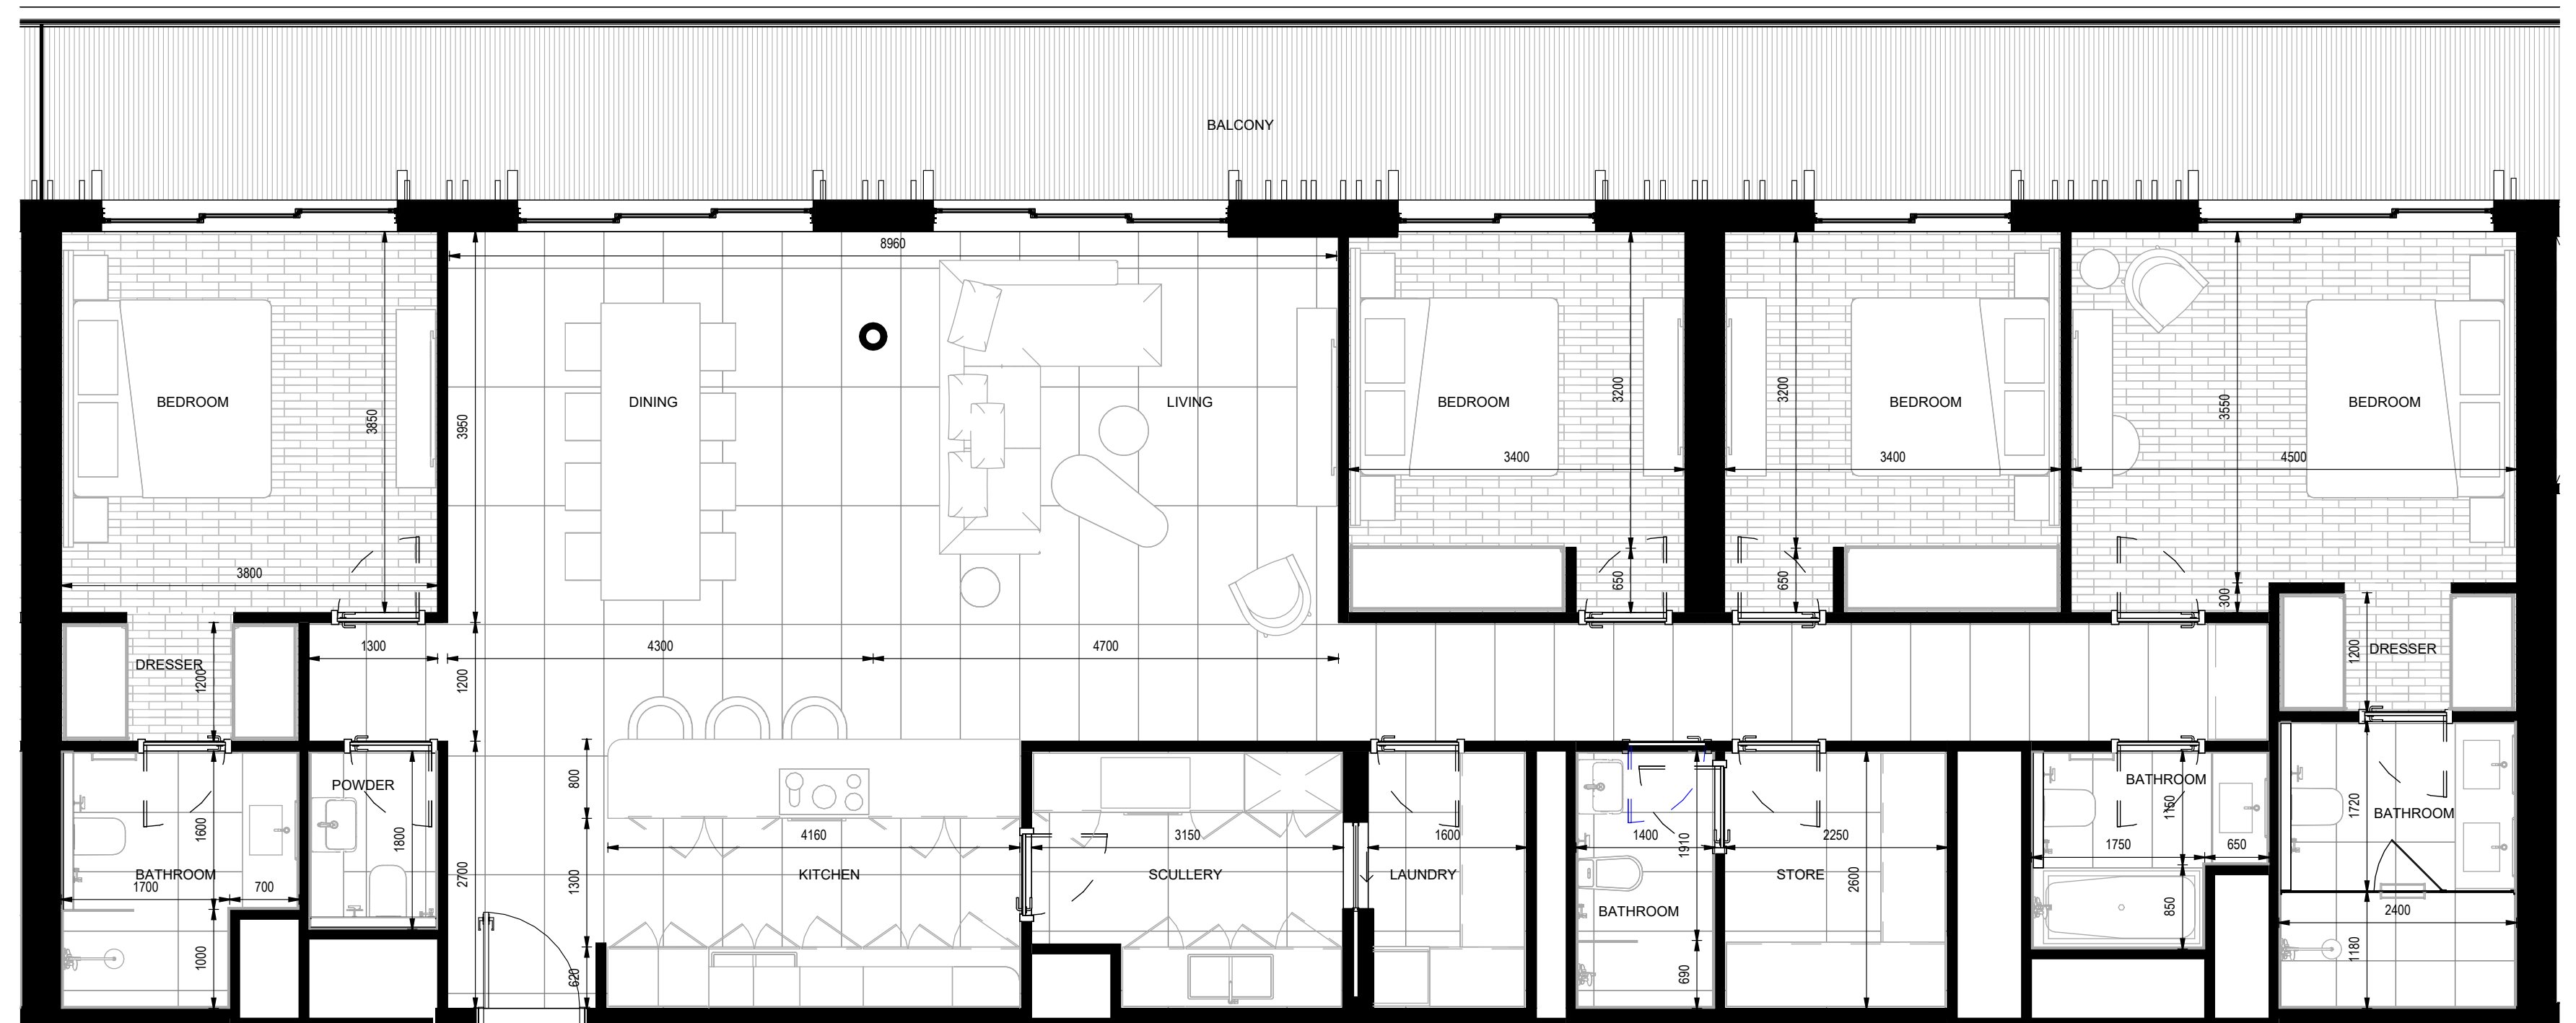 BALCONY
8960
BEDROOM
3850
3950
DINING
LIVING
BEDROOM
3200
3400
3200
BEDROOM
3400
3550
BEDROOM
4500
3800
650
650
300
1300
4300
4700
DRESSER
1200
1200
1200
DRESSER
POWDER
800
BATHROOM
1150
1720
BATHROOM
1600
1800
4160
3150
1600
1400
1910
2250
1750
650
BATHROOM
1700
700
2700
1300
KITCHEN
SCULLERY
LAUNDRY
STORE
2600
BATHROOM
850
2400
1000
620
690
1180